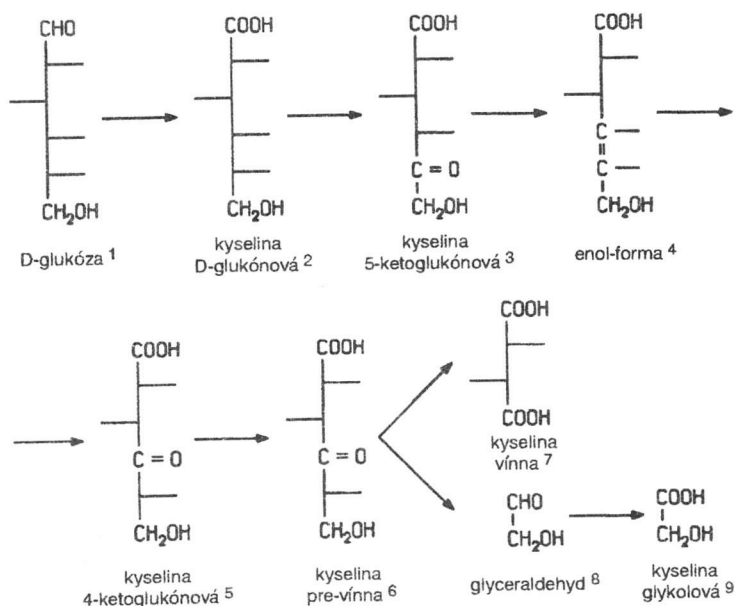 CHO
CH2OH
D-glukóza 1
COOH
CH2OH
kyselina
D-glukónová 2
COOH
C = O
CH2OH
kyselina
5-ketoglukónová 3
COOH
C
C
CH2OH
enol-forma 4
COOH
C = O
CH2OH
kyselina
4-ketoglukónová 5
COOH
C = O
CH2OH
kyselina
pre-vínna 6
COOH
COOH
kyselina
vínna 7
CHO
CH2OH
glyceraldehyd 8
COOH
CH2OH
kyselina
glykolová 9